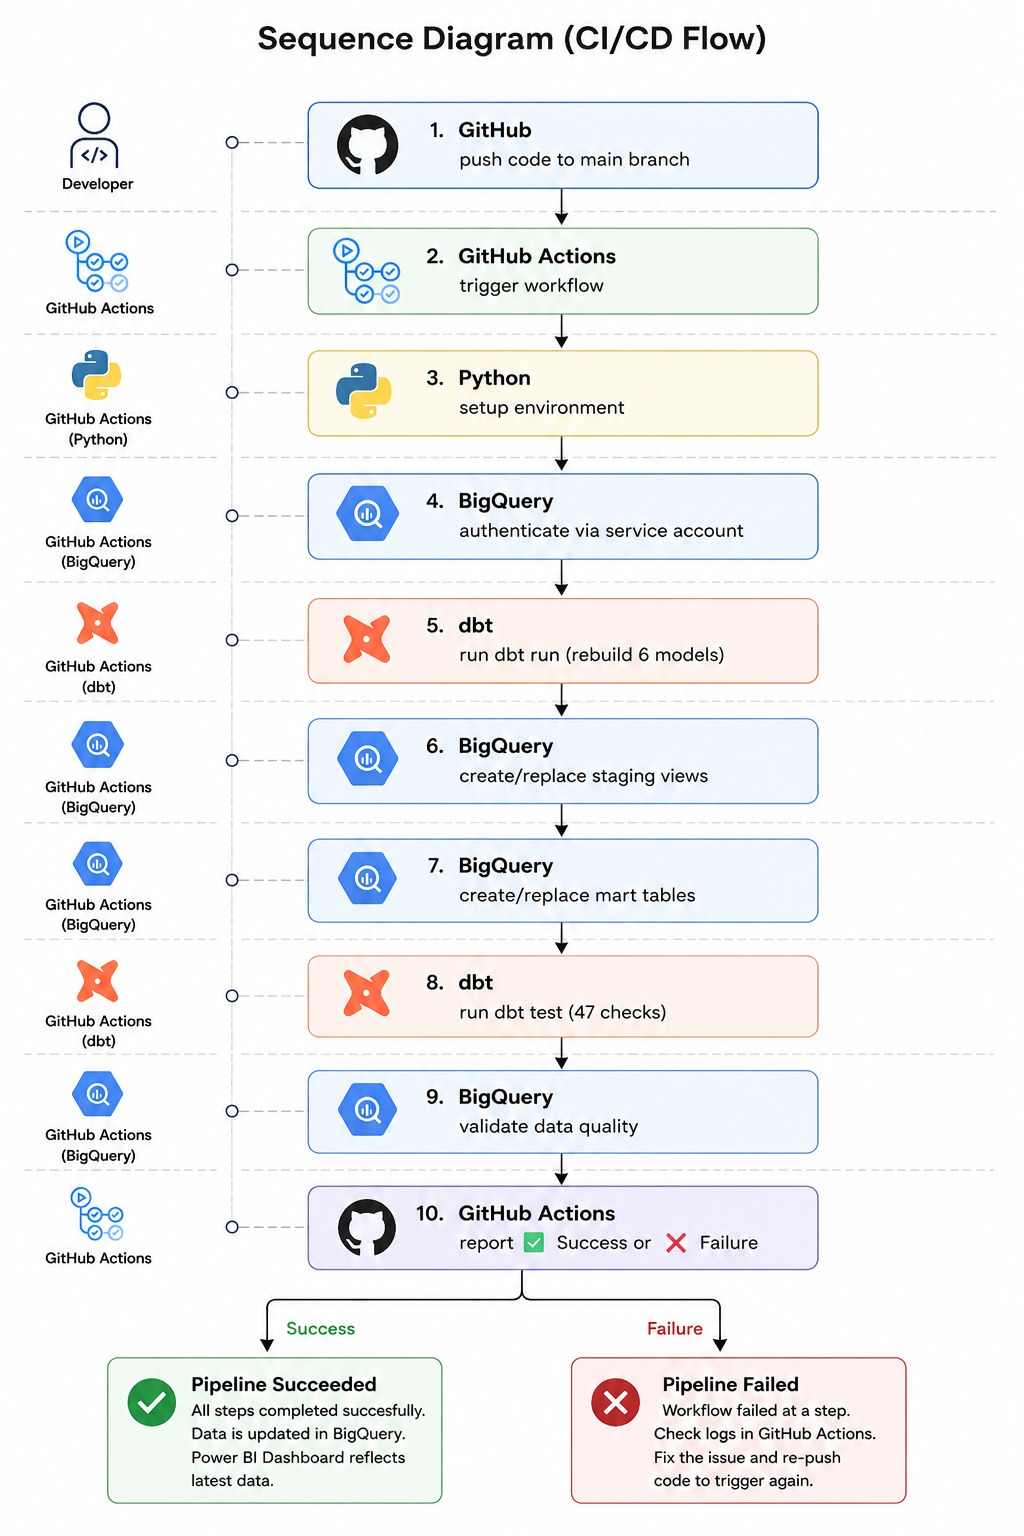 Sequence Diagram (CI/CD Flow)
</>
Developer
1. GitHub
push code to main branch
GitHub Actions
2. GitHub Actions
trigger workflow
GitHub Actions
(Python)
3. Python
setup environment
GitHub Actions
(BigQuery)
4. BigQuery
authenticate via service account
GitHub Actions
(dbt)
5. dbt
run dbt run (rebuild 6 models)
GitHub Actions
(BigQuery)
6. BigQuery
create/replace staging views
GitHub Actions
(BigQuery)
7. BigQuery
create/replace mart tables
GitHub Actions
(dbt)
8. dbt
run dbt test (47 checks)
GitHub Actions
(BigQuery)
9. BigQuery
validate data quality
GitHub Actions
10. GitHub Actions
report ✅ Success or ❌ Failure
Success
Failure
Pipeline Succeeded
All steps completed succesfully.
Data is updated in BigQuery.
Power BI Dashboard reflects
latest data.
Pipeline Failed
Workflow failed at a step.
Check logs in GitHub Actions.
Fix the issue and re-push
code to trigger again.